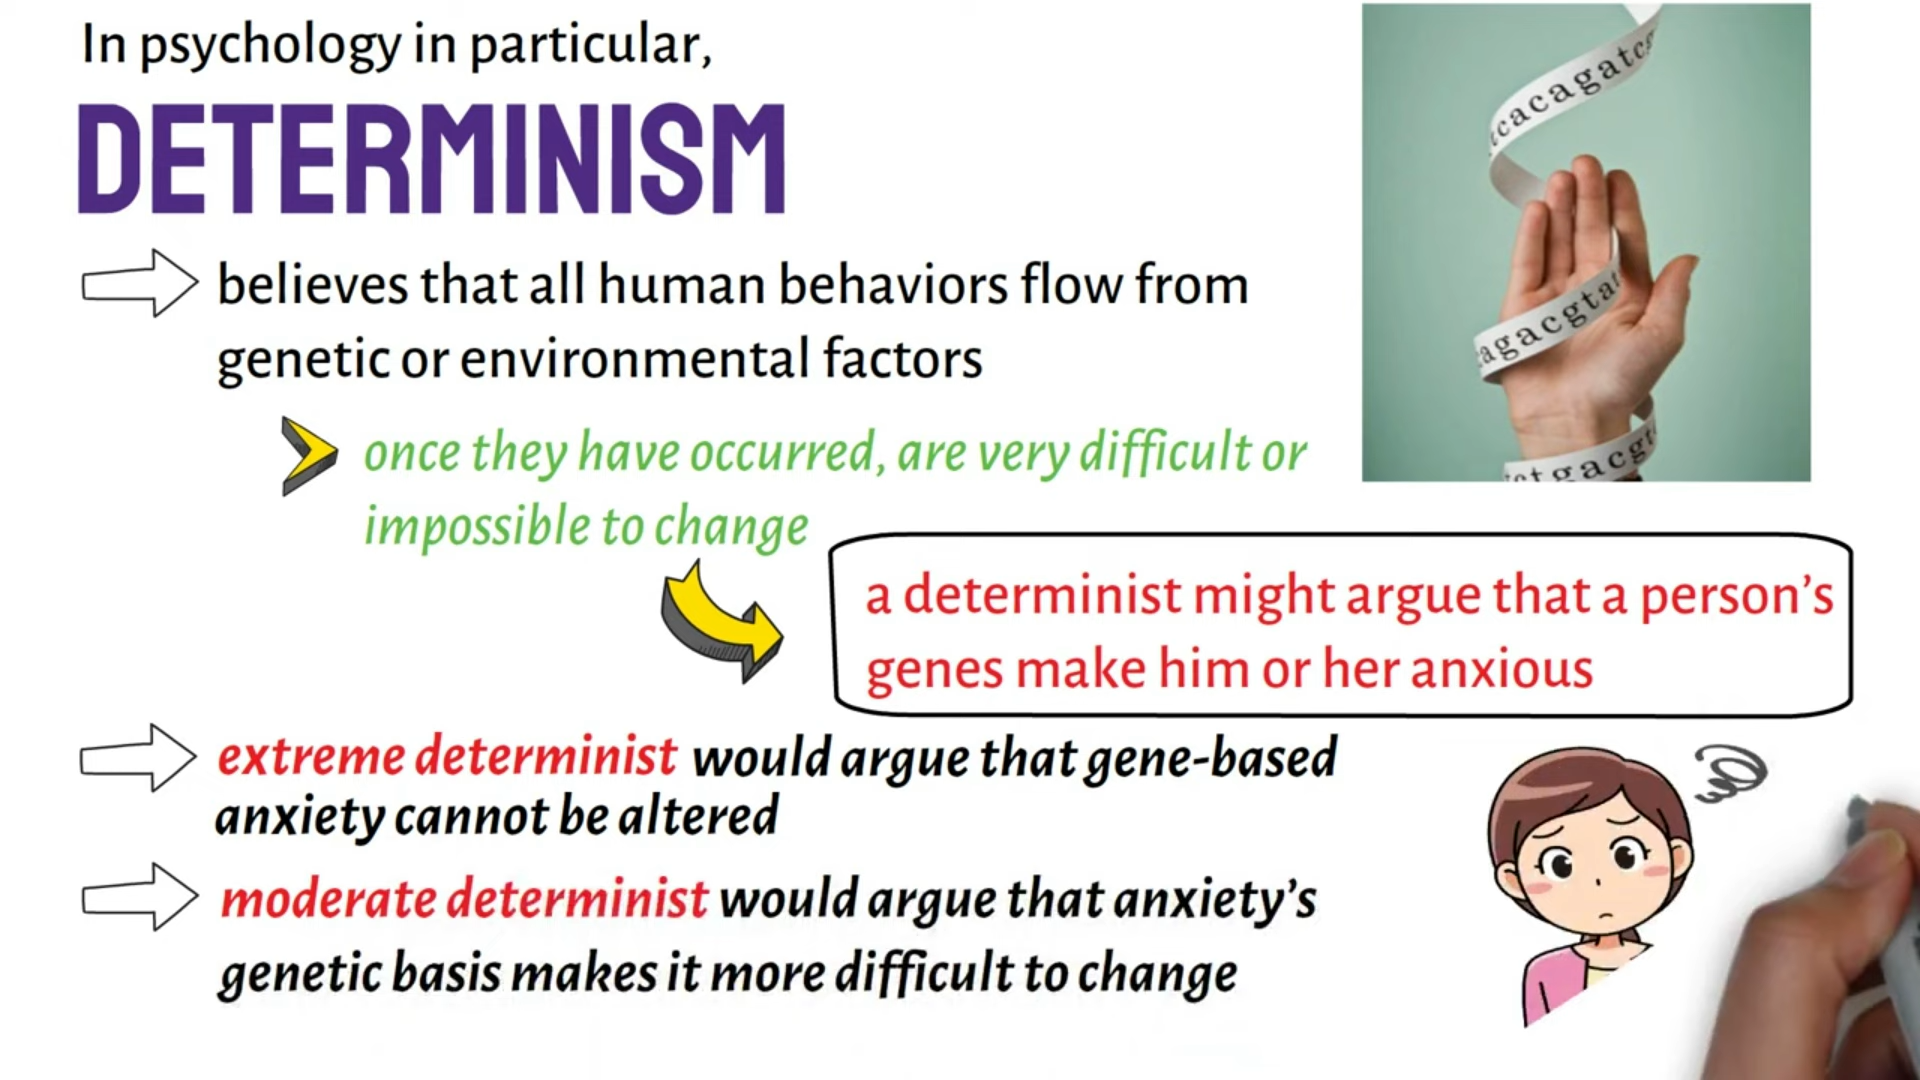 In psychology in particular,
DETERMINISM
believes that all human behaviors flow from
genetic or environmental factors
once they have occurred, are very difficult or
impossible to change
a determinist might argue that a person's
genes make him or her anxious
extreme determinist would argue that gene-based
anxiety cannot be altered
moderate determinist would argue that anxiety's
genetic basis makes it more difficult to change
tcacagatc
agacgta
tgacgt